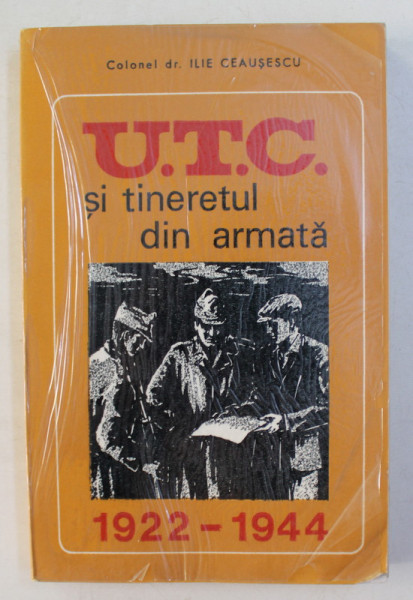 Colonel dr. ILIE CEAUȘESCU
U.T.C.
și tineretul
din armată
1922-1944